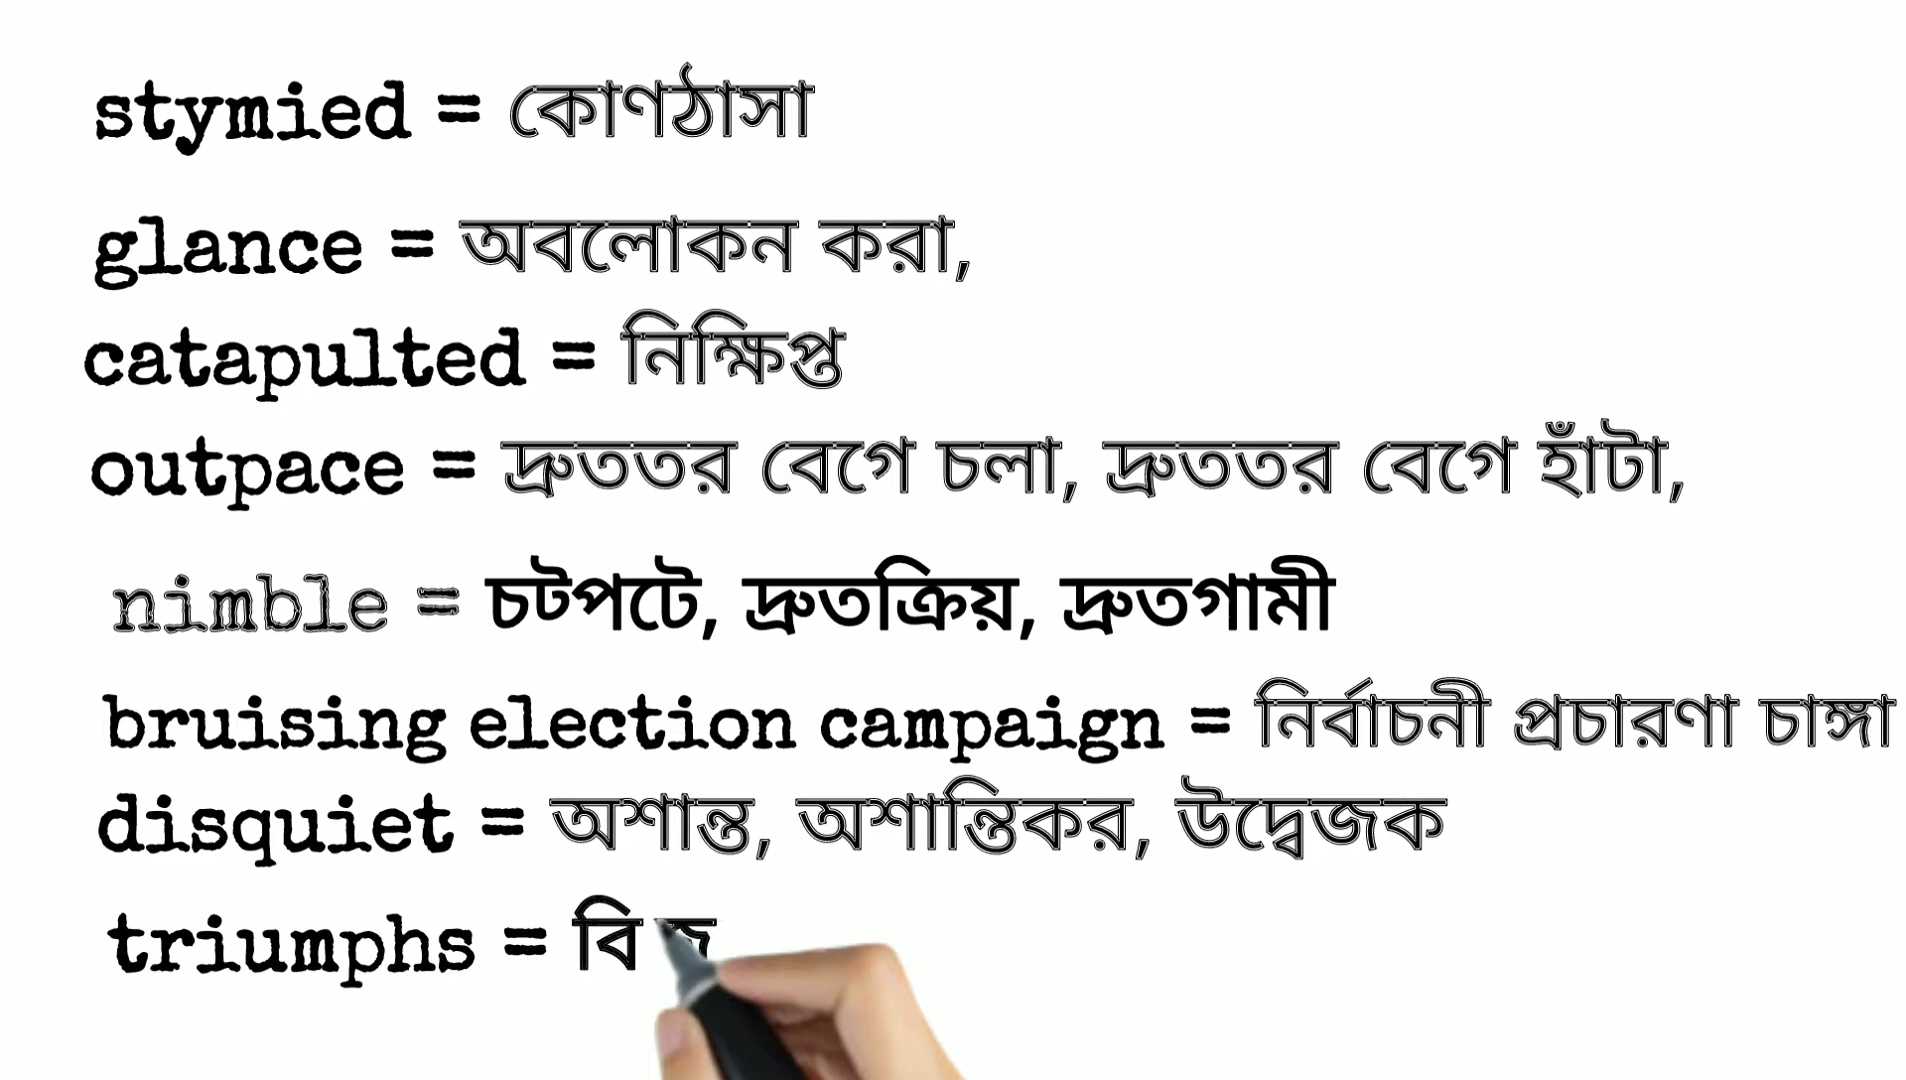 stymied = কোণঠাসা
glance = অবলোকন করা,
catapulted = নিক্ষিপ্ত
outpace = দ্রুততর বেগে চলা, দ্রুততর বেগে হাঁটা,
nimble = চটপটে, দ্রুতক্রিয়, দ্রুতগামী
bruising election campaign = নির্বাচনী প্রচারণা চাঙ্গা
disquiet = অশান্ত, অশান্তিকর, উদ্বেজক
triumphs =